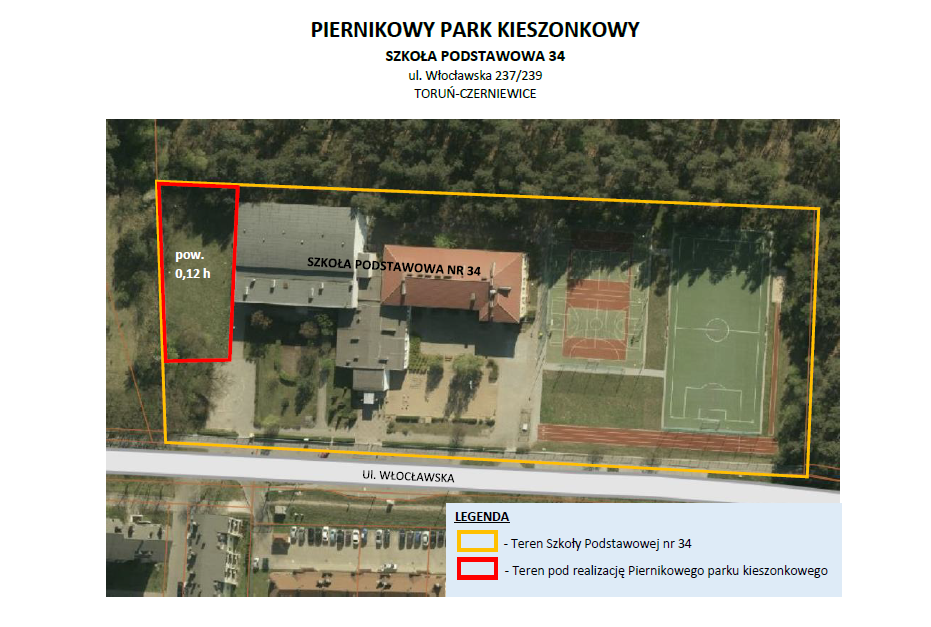 PIERNIKOWY PARK KIESZONKOWY
SZKOŁA PODSTAWOWA 34
ul. Włocławska 237/239
TORUŃ-CZERNIEWICE
pow.
0,12 h
SZKOŁA PODSTAWOWA NR 34
Ul. WŁOCŁAWSKA
LEGENDA
- Teren Szkoły Podstawowej nr 34
- Teren pod realizację Piernikowego parku kieszonkowego